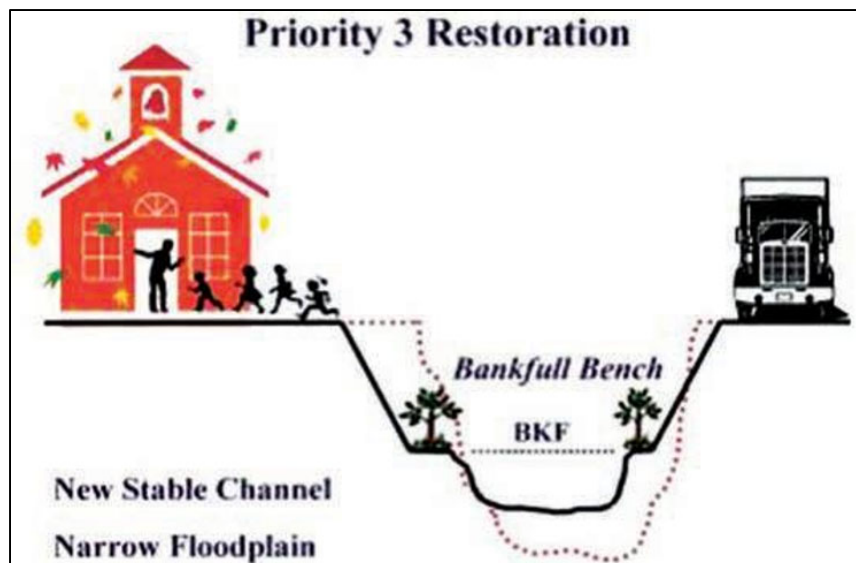 Priority 3 Restoration
Bankfull Bench
BKF
New Stable Channel
Narrow Floodplain